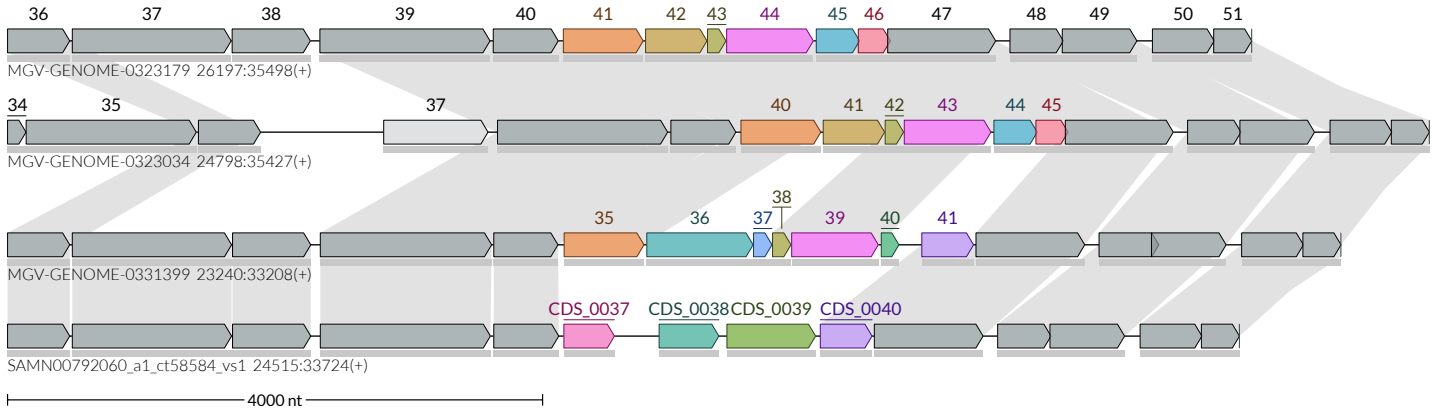 36 37 38 39 40 41 42 43 44 45 46 47 48 49 50 51
MGV-GENOME-0323179 26197:35498(+)
34 35 37 40 41 42 43 44 45
MGV-GENOME-0323034 24798:35427(+)
38
35 36 37 39 40 41
MGV-GENOME-0331399 23240:33208(+)
CDS_0037 CDS_0038 CDS_0039 CDS_0040
SAMN00792060_a1_ct58584_vs1 24515:33724(+)
4000 nt